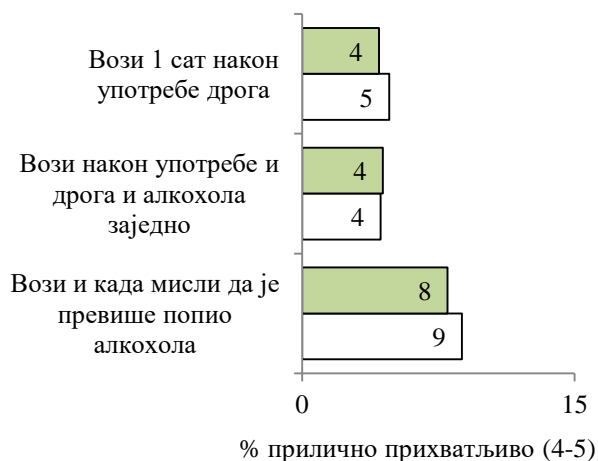 Вози 1 сат након
употребе дрога
4
5
Вози након употребе и
дрога и алкохола
заједно
4
4
Вози и када мисли да је
превише попио
алкохола
8
9
0 15
% прилично прихватљиво (4-5)